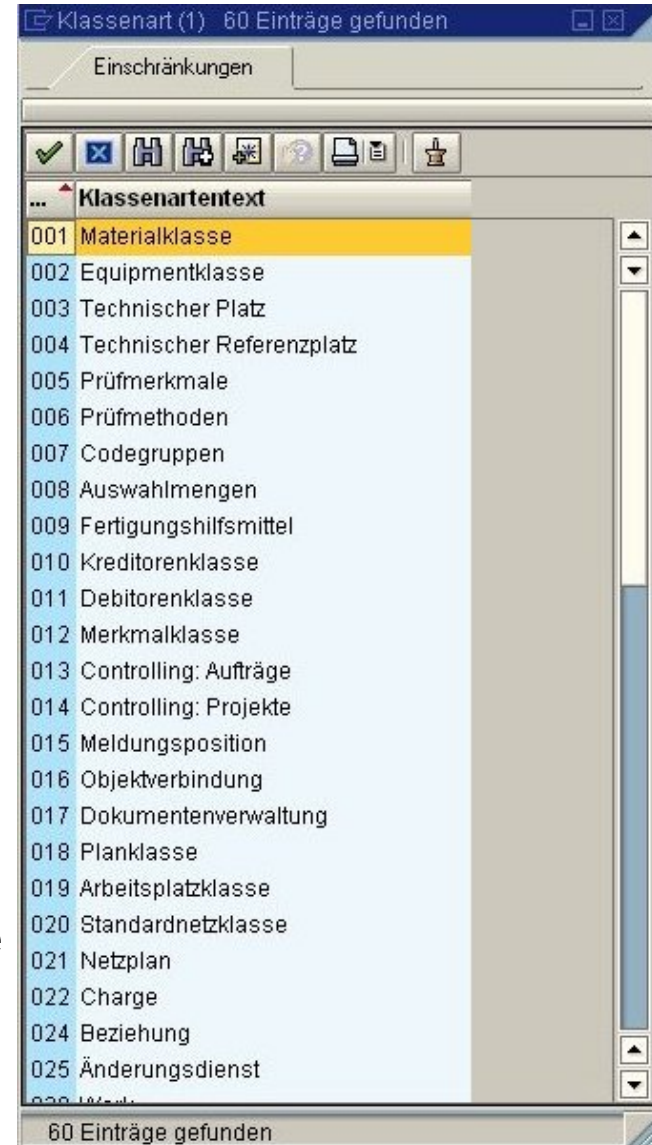 Klassenart (1) 60 Einträge gefunden
Einschränkungen
... Klassenartentext
001 Materialklasse
002 Equipmentklasse
003 Technischer Platz
004 Technischer Referenzplatz
005 Prüfmerkmale
006 Prüfmethoden
007 Codegruppen
008 Auswahlmengen
009 Fertigungshilfsmittel
010 Kreditorenklasse
011 Debitorenklasse
012 Merkmalklasse
013 Controlling: Aufträge
014 Controlling: Projekte
015 Meldungsposition
016 Objektverbindung
017 Dokumentenverwaltung
018 Planklasse
019 Arbeitsplatzklasse
020 Standardnetzklasse
021 Netzplan
022 Charge
024 Beziehung
025 Änderungsdienst
60 Einträge gefunden